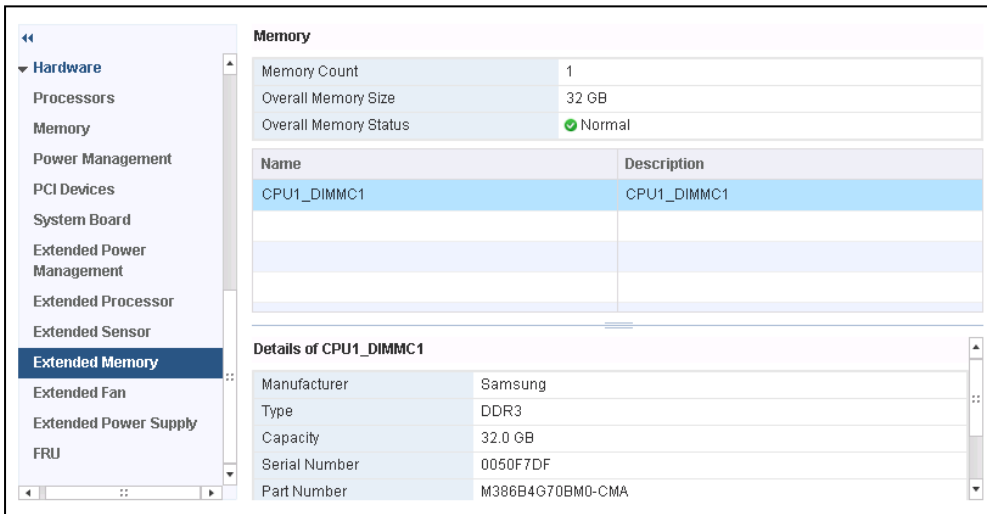 Hardware
Processors
Memory
Power Management
PCI Devices
System Board
Extended Power
Management
Extended Processor
Extended Sensor
Extended Memory
Extended Fan
Extended Power Supply
FRU
Memory
Memory Count 1
Overall Memory Size 32 GB
Overall Memory Status Normal
Name Description
CPU1_DIMMC1 CPU1_DIMMC1
Details of CPU1_DIMMC1
Manufacturer Samsung
Type DDR3
Capacity 32.0 GB
Serial Number 0050F7DF
Part Number M386B4G70BM0-CMA